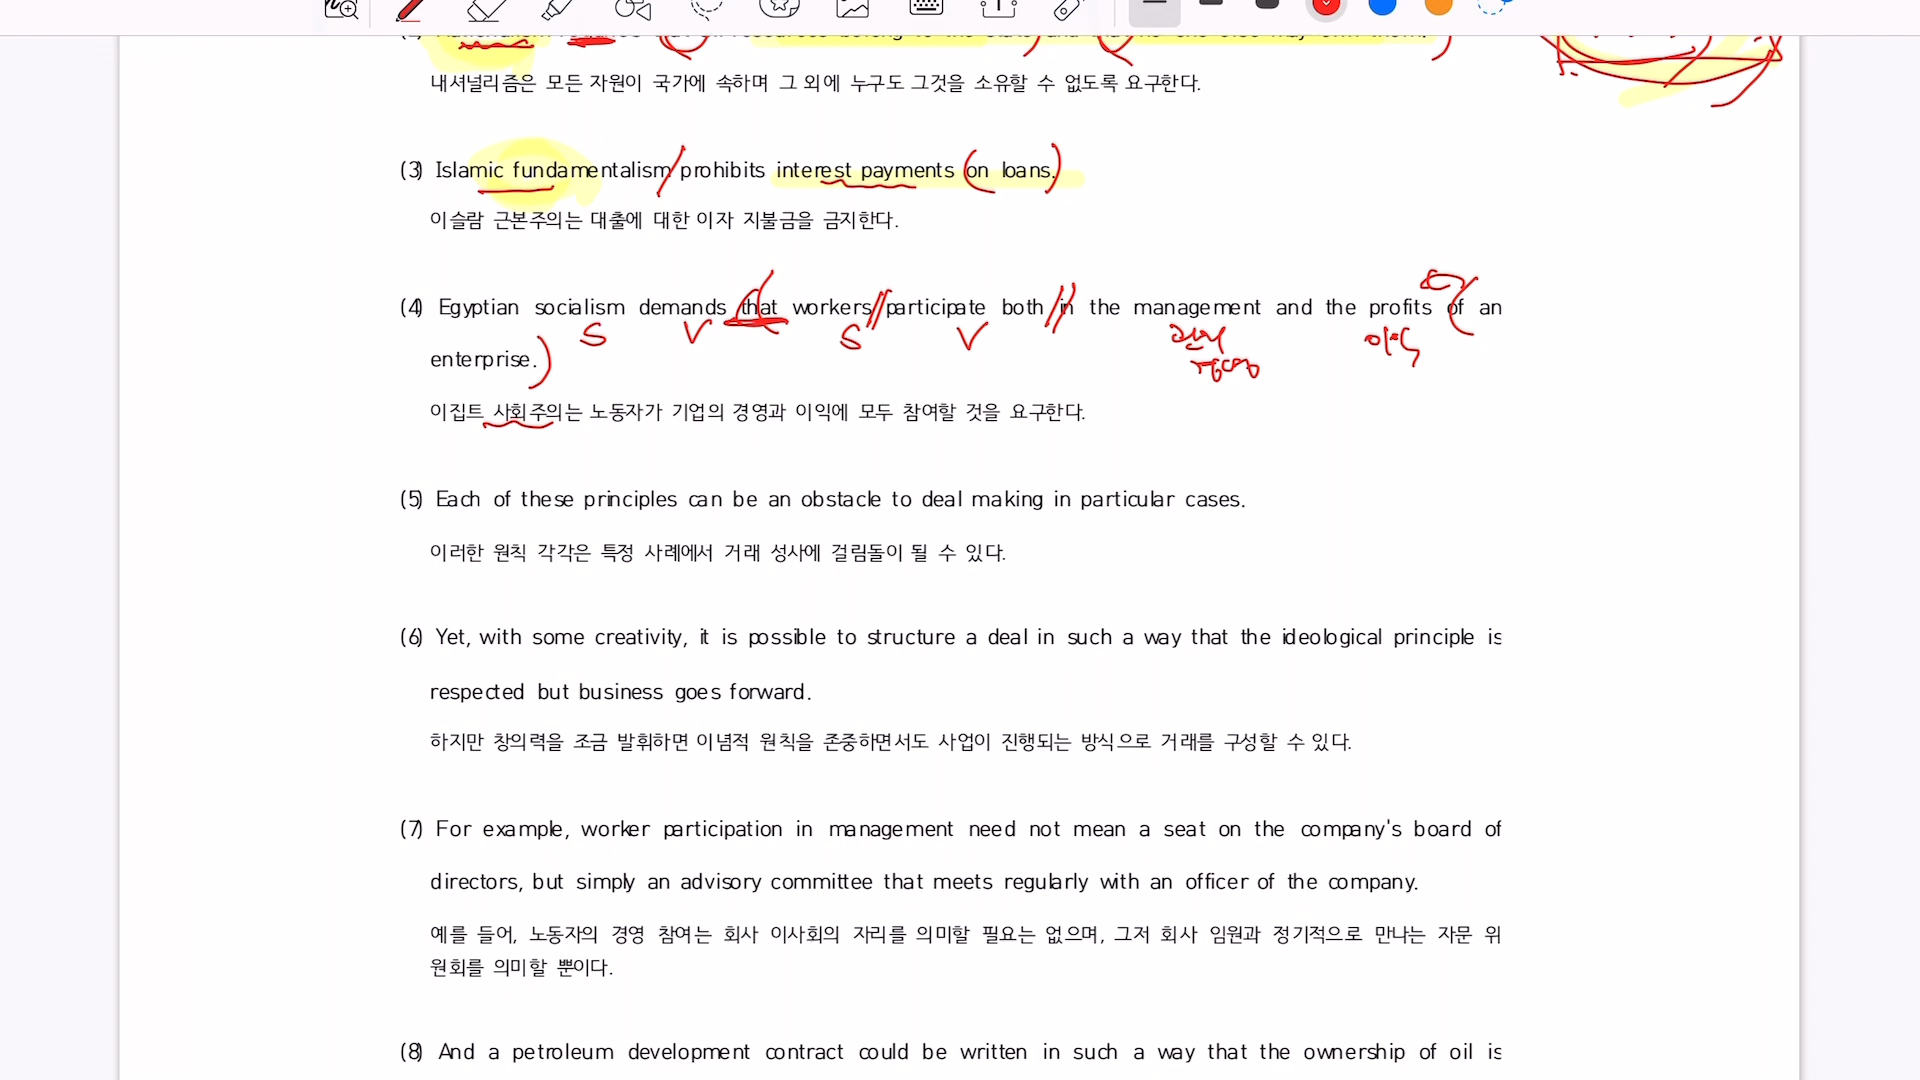 resources belong to the state and
내셔널리즘은 모든 자원이 국가에 속하며 그 외에 누구도 그것을 소유할 수 없도록 요구한다.
(3) Islamic fundamentalism prohibits interest payments on loans.
이슬람 근본주의는 대출에 대한 이자 지불금을 금지한다.
(4) Egyptian socialism demands that workers participate both in the management and the profits of an
S V S V 이익
enterprise.
이집트 사회주의는 노동자가 기업의 경영과 이익에 모두 참여할 것을 요구한다.
(5) Each of these principles can be an obstacle to deal making in particular cases.
이러한 원칙 각각은 특정 사례에서 거래 성사에 걸림돌이 될 수 있다.
(6) Yet, with some creativity, it is possible to structure a deal in such a way that the ideological principle is
respected but business goes forward.
하지만 창의력을 조금 발휘하면 이념적 원칙을 존중하면서도 사업이 진행되는 방식으로 거래를 구성할 수 있다.
(7) For example, worker participation in management need not mean a seat on the company's board of
directors, but simply an advisory committee that meets regularly with an officer of the company.
예를 들어, 노동자의 경영 참여는 회사 이사회의 자리를 의미할 필요는 없으며, 그저 회사 임원과 정기적으로 만나는 자문 위
원회를 의미할 뿐이다.
(8) And a petroleum development contract could be written in such a way that the ownership of oil is